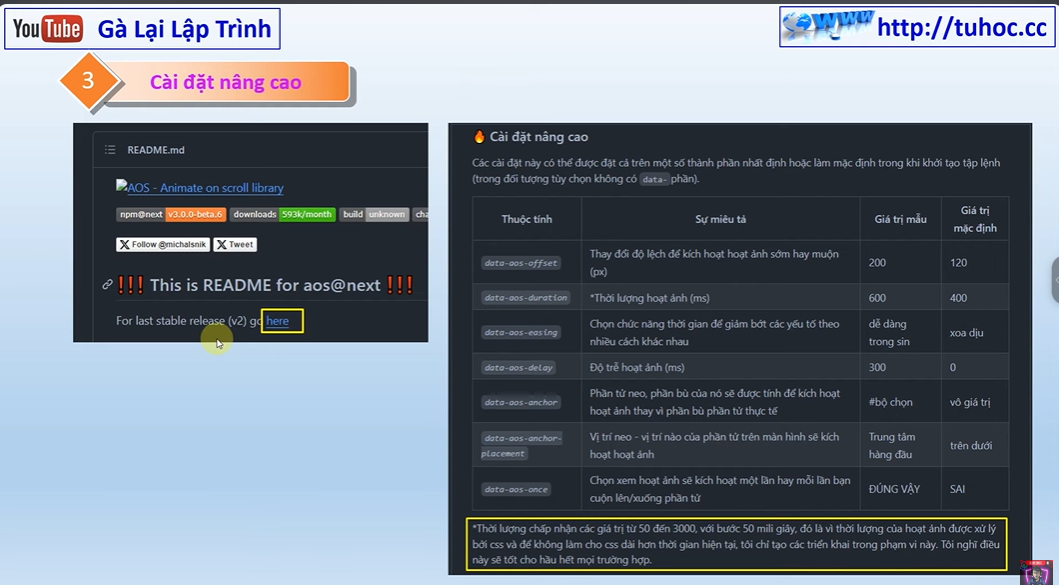 YouTube Gà Lại Lập Trình
WWW http://tuhoc.cc
3 Cài đặt nâng cao
README.md
AOS - Animate on scroll library
npm@next v3.0.0-beta.6 downloads 593k/month build unknown cha
Follow @michalsnik Tweet
!!! This is README for aos@next !!!
For last stable release (v2) go here
🔥 Cài đặt nâng cao
Các cài đặt này có thể được đặt cả trên một số thành phần nhất định hoặc làm mặc định trong khi khởi tạo tập lệnh
(trong đối tượng tùy chọn không có data- phần).
Thuộc tính Sự miêu tả Giá trị mẫu Giá trị
mặc định
data-aos-offset Thay đổi độ lệch để kích hoạt hoạt ảnh sớm hay muộn
(px) 200 120
data-aos-duration *Thời lượng hoạt ảnh (ms) 600 400
data-aos-easing Chọn chức năng thời gian để giảm bớt các yếu tố theo
nhiều cách khác nhau dễ dàng
trong sin xoa dịu
data-aos-delay Độ trễ hoạt ảnh (ms) 300 0
data-aos-anchor Phần tử neo, phần bù của nó sẽ được tính để kích hoạt
hoạt ảnh thay vì phần bù phần tử thực tế #bộ chọn vô giá trị
data-aos-anchor-
placement Vị trí neo - vị trí nào của phần tử trên màn hình sẽ kích
hoạt hoạt ảnh Trung tâm
hàng đầu trên dưới
data-aos-once Chọn xem hoạt ảnh sẽ kích hoạt một lần hay mỗi lần bạn
cuộn lên/xuống phần tử ĐÚNG VẬY SAI
*Thời lượng chấp nhận các giá trị từ 50 đến 3000, với bước 50 mili giây, đó là vì thời lượng của hoạt ảnh được xử lý
bởi css và để không làm cho css dài hơn thời gian hiện tại, tôi chỉ tạo các triển khai trong phạm vi này. Tôi nghĩ điều
này sẽ tốt cho hầu hết mọi trường hợp.